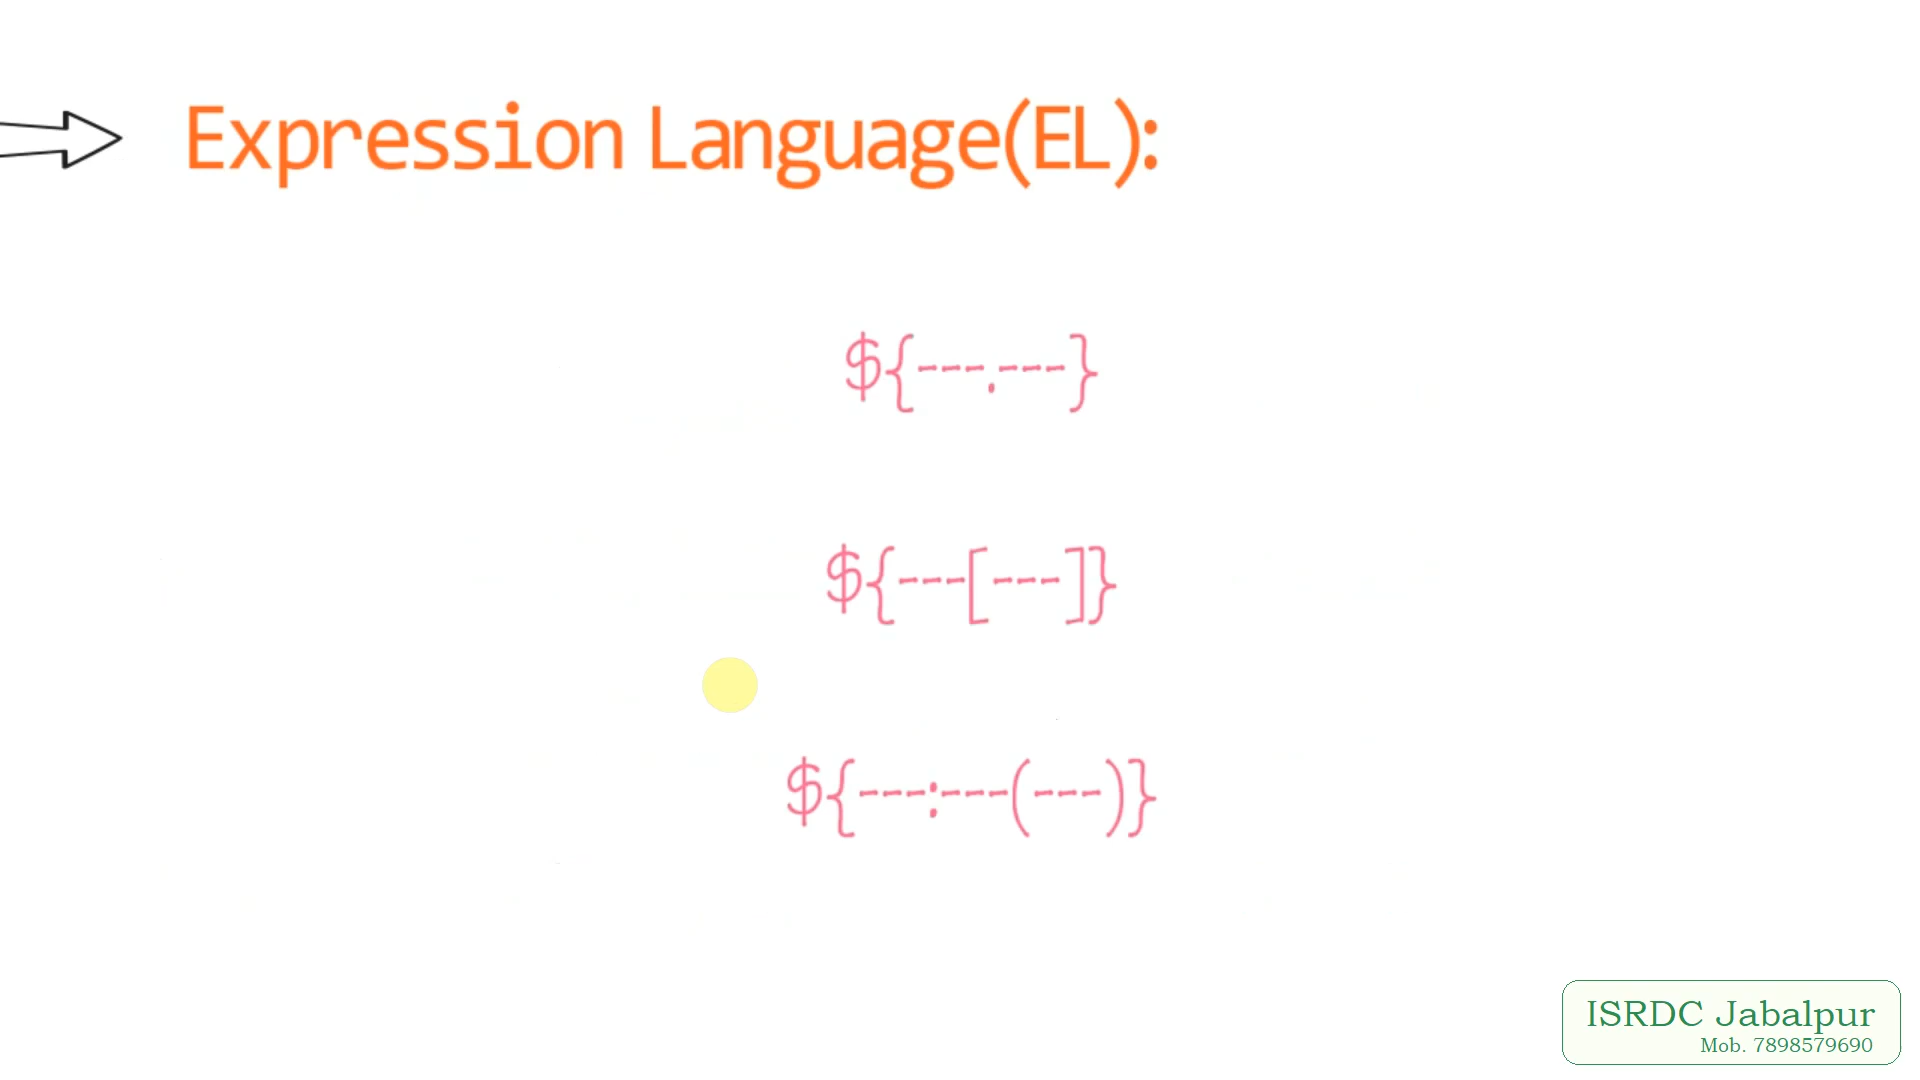 Expression Language(EL):
${---.---}
${---[---]}
${---:---(---)}
ISRDC Jabalpur
Mob. 7898579690